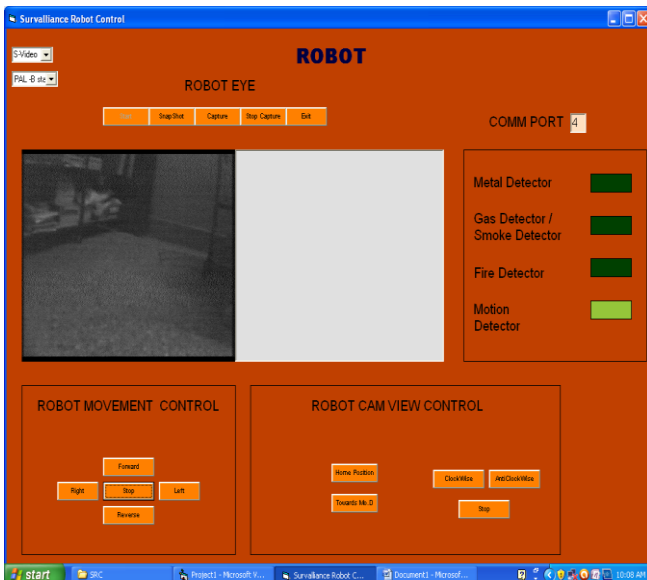 Survalliance Robot Control
S-Video
PAL -B sta
ROBOT
ROBOT EYE
Start
SnapShot
Capture
Stop Capture
Exit
COMM PORT 4
Metal Detector
Gas Detector /
Smoke Detector
Fire Detector
Motion
Detector
ROBOT MOVEMENT CONTROL
Forward
Right
Stop
Left
Reverse
ROBOT CAM VIEW CONTROL
Home Position
Towards Mo.D
ClockWise
AntiClockWise
Stop
start
SRC
Project1 - Microsoft V...
Survalliance Robot C...
Document1 - Microsof...
10:08 AM